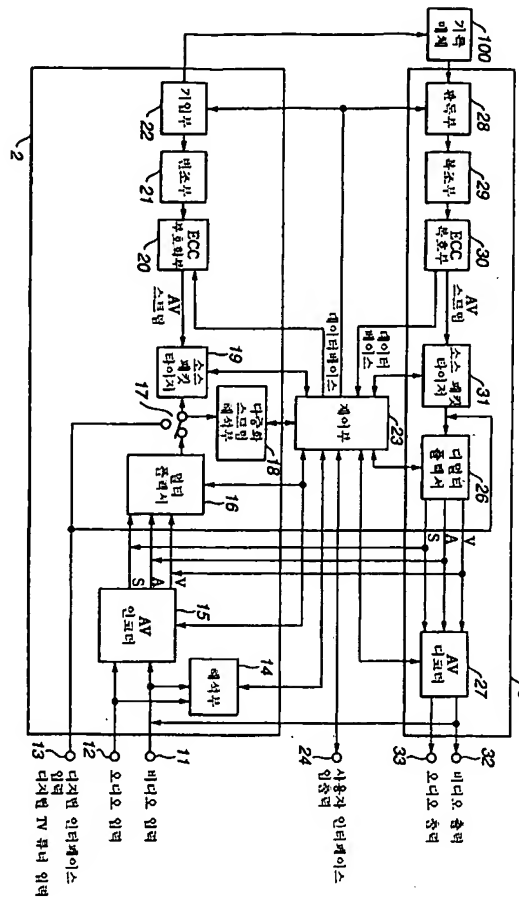 기록
매체
100
판독부
28
복조부
29
ECC
복호부
30
AV
스트림
소스
패킷
타이저
31
디멀티
플렉서
26
V
A
S
AV
디코더
27
32
비디오 출력
33
오디오 출력
데이터
베이스
데이터베이스
제어부
23
24
사용자 인터페이스
입출력
2
기입부
22
변조부
21
ECC
부호화부
20
AV
스트림
소스
패킷
타이저
19
17
다중화
스트림
해석부
18
멀티
플렉서
16
S
A
V
AV
인코더
15
해석부
14
11
비디오 입력
12
오디오 입력
13
디지털 인터페이스
입력
디지털 TV 튜너 입력